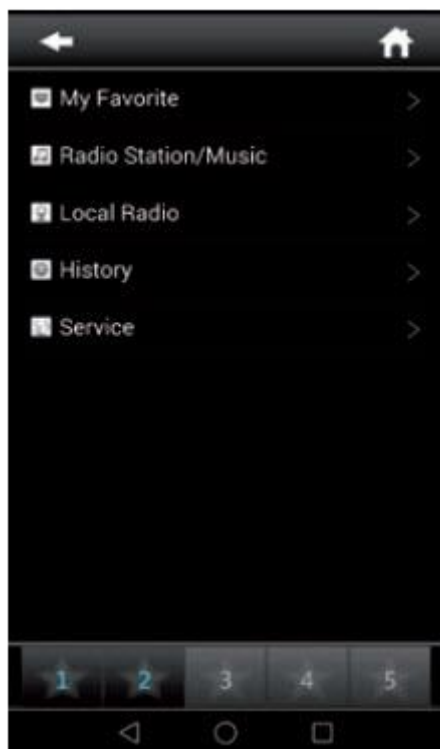 My Favorite
Radio Station/Music
Local Radio
History
Service
1 2 3 4 5